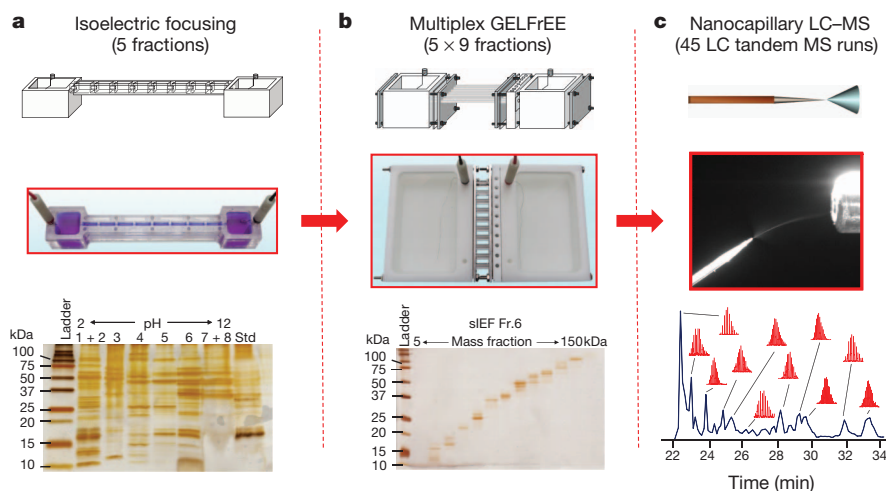 a Isoelectric focusing
(5 fractions)
b Multiplex GELFrEE
(5 × 9 fractions)
c Nanocapillary LC–MS
(45 LC tandem MS runs)
kDa
Ladder
2 pH 12
1 + 2 3 4 5 6 7 + 8 Std
100
75
50
37
25
20
15
10
sIEF Fr.6
kDa
Ladder
5 Mass fraction 150 kDa
100
75
50
37
25
20
15
10
22 24 26 28 30 32 34
Time (min)